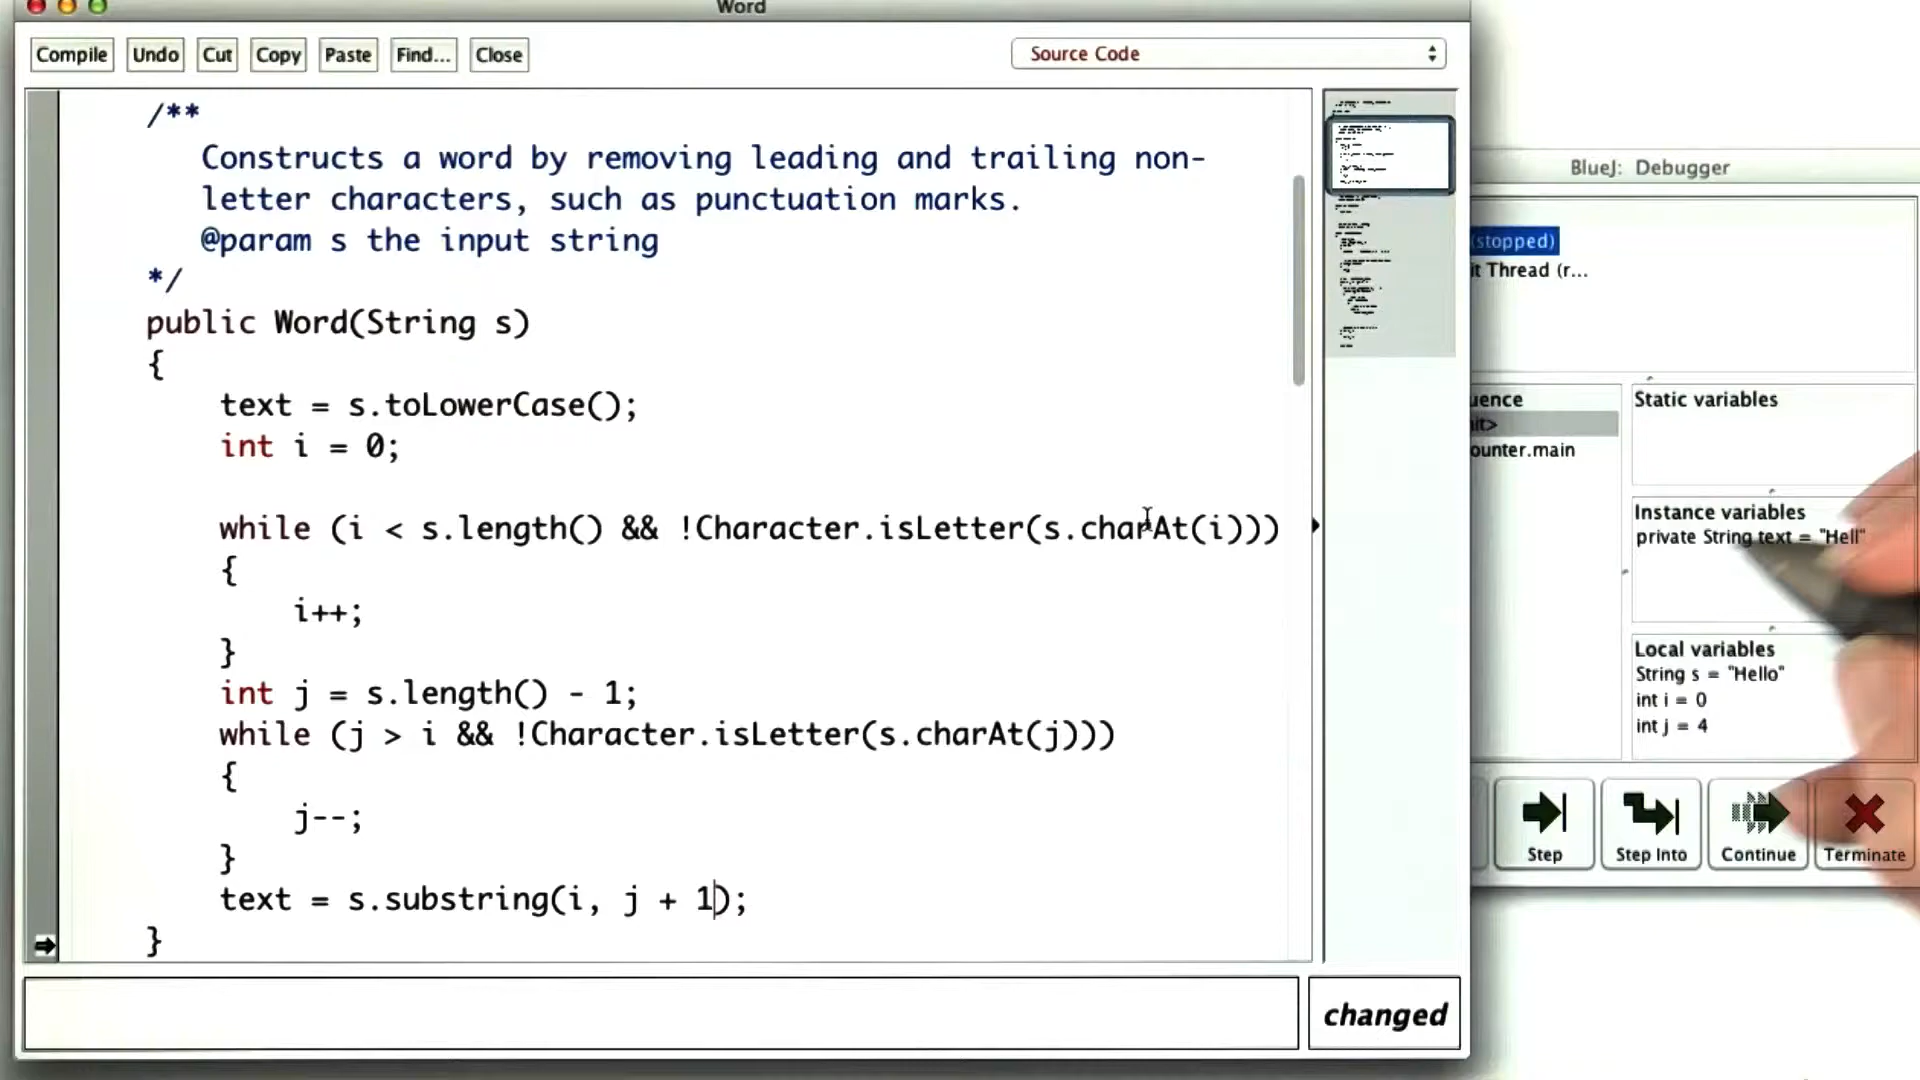 Word
Compile Undo Cut Copy Paste Find... Close Source Code
/**
Constructs a word by removing leading and trailing non-
letter characters, such as punctuation marks.
@param s the input string
*/
public Word(String s)
{
text = s.toLowerCase();
int i = 0;
while (i < s.length() && !Character.isLetter(s.charAt(i)))
{
i++;
}
int j = s.length() - 1;
while (j > i && !Character.isLetter(s.charAt(j)))
{
j--;
}
text = s.substring(i, j + 1);
}
changed
BlueJ: Debugger
(stopped)
it Thread (r...
uence
it>
ounter.main
Static variables
Instance variables
private String text = "Hell"
Local variables
String s = "Hello"
int i = 0
int j = 4
Step Step Into Continue Terminate